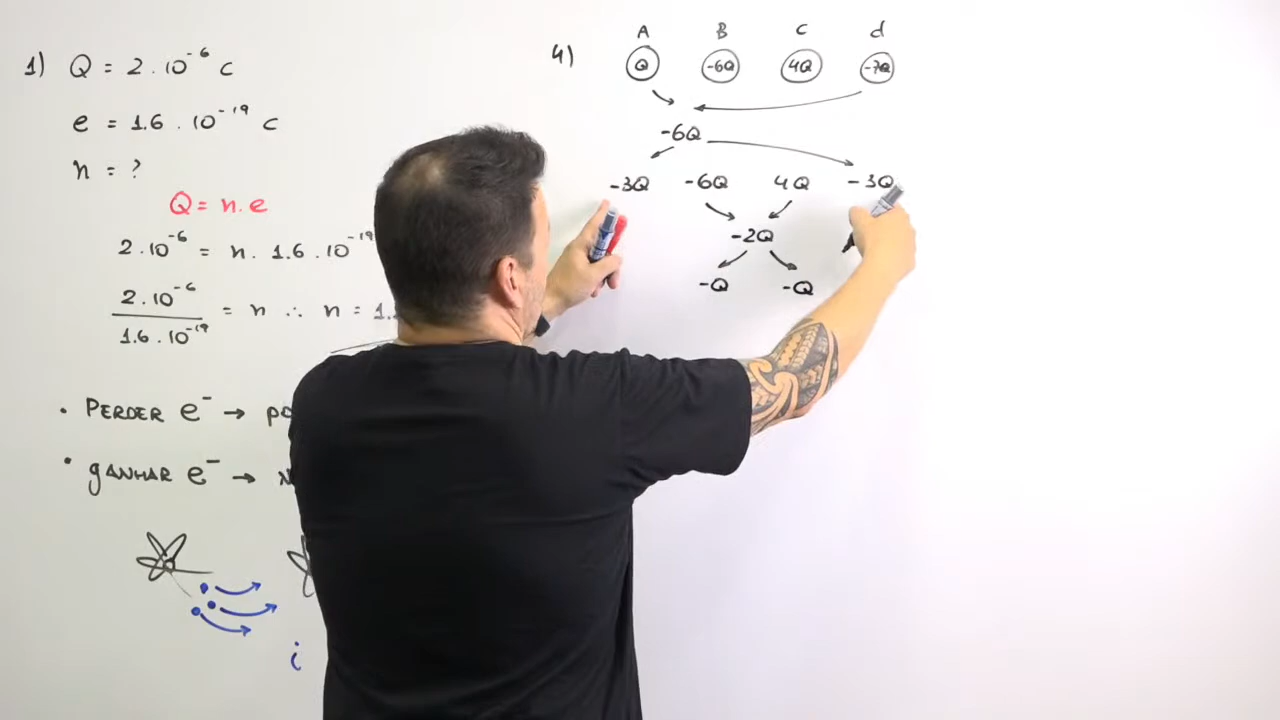 1) Q = 2 . 10⁻⁶ c
e = 1.6 . 10⁻¹⁹ c
n = ?
Q = n.e
2.10⁻⁶ = n. 1.6 .10⁻¹⁹
2.10⁻⁶ / 1.6 .10⁻¹⁹ = n ∴ n = 1.
• PERDER e⁻ →
• gANHAR e⁻ →
i
4)
A B C d
Q -6Q 4Q -7Q
-6Q
-3Q -6Q 4Q -3Q
-2Q
-Q -Q